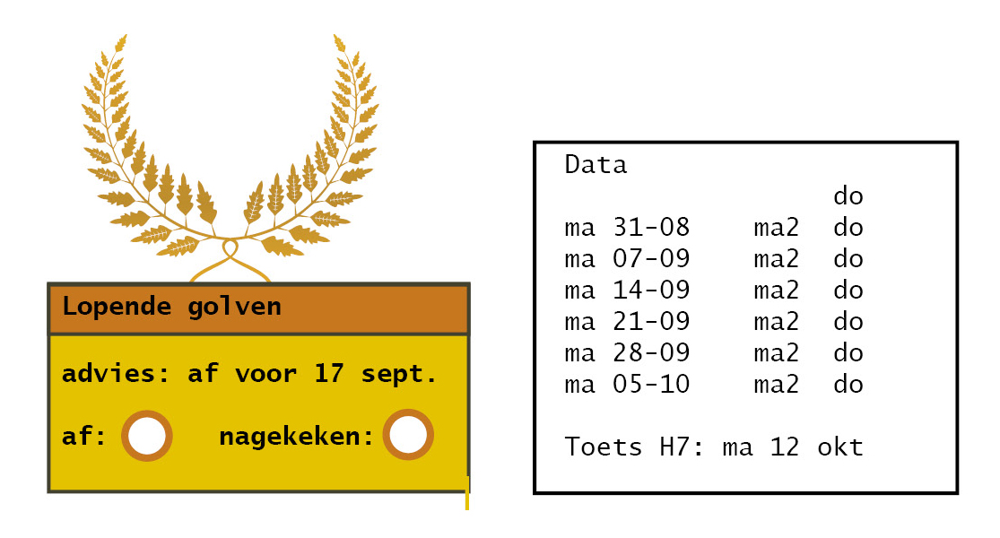 Lopende golven
advies: af voor 17 sept.
af: nagekeken:
Data
do
ma 31-08 ma2 do
ma 07-09 ma2 do
ma 14-09 ma2 do
ma 21-09 ma2 do
ma 28-09 ma2 do
ma 05-10 ma2 do
Toets H7: ma 12 okt